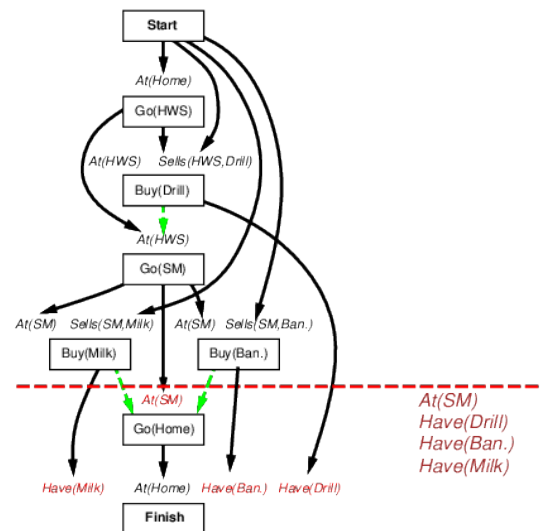 Start
At(Home)
Go(HWS)
At(HWS) Sells(HWS,Drill)
Buy(Drill)
At(HWS)
Go(SM)
At(SM) Sells(SM,Milk) At(SM) Sells(SM,Ban.)
Buy(Milk) Buy(Ban.)
At(SM)
Go(Home)
Have(Milk) At(Home) Have(Ban.) Have(Drill)
Finish
At(SM)
Have(Drill)
Have(Ban.)
Have(Milk)